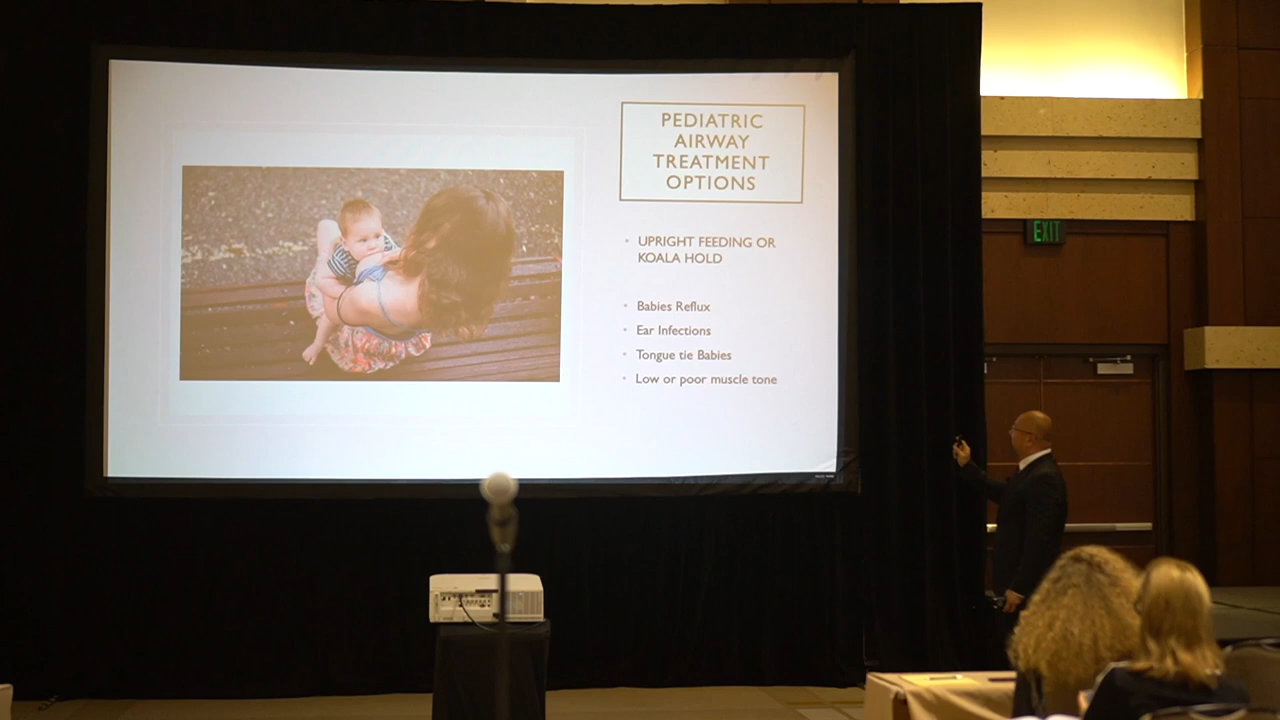 PEDIATRIC
AIRWAY
TREATMENT
OPTIONS
• UPRIGHT FEEDING OR
KOALA HOLD
• Babies Reflux
• Ear Infections
• Tongue tie Babies
• Low or poor muscle tone
EXIT